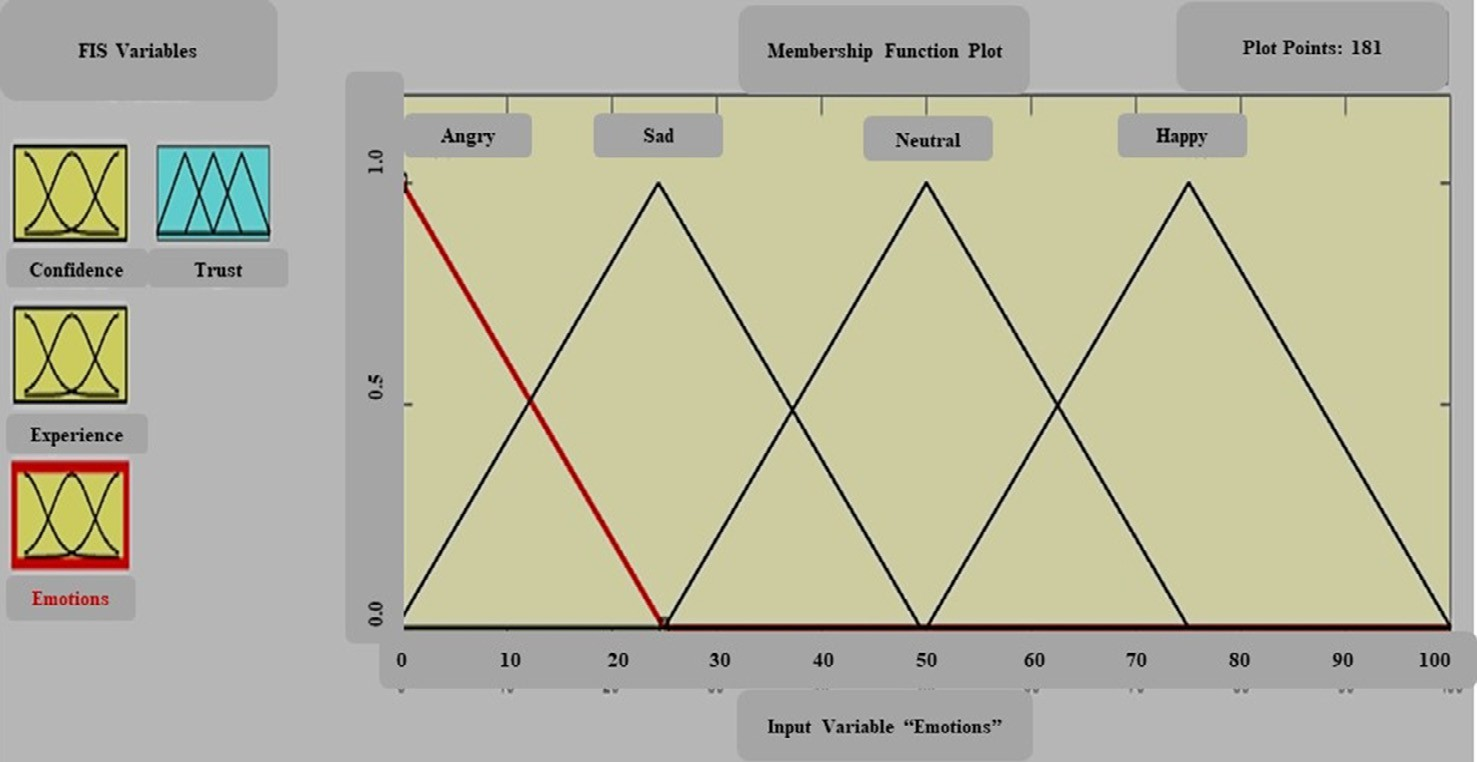 FIS Variables
Membership Function Plot
Plot Points: 181
Confidence
Trust
Experience
Emotions
Angry
Sad
Neutral
Happy
1.0
0.5
0.0
0 10 20 30 40 50 60 70 80 90 100
Input Variable “Emotions”